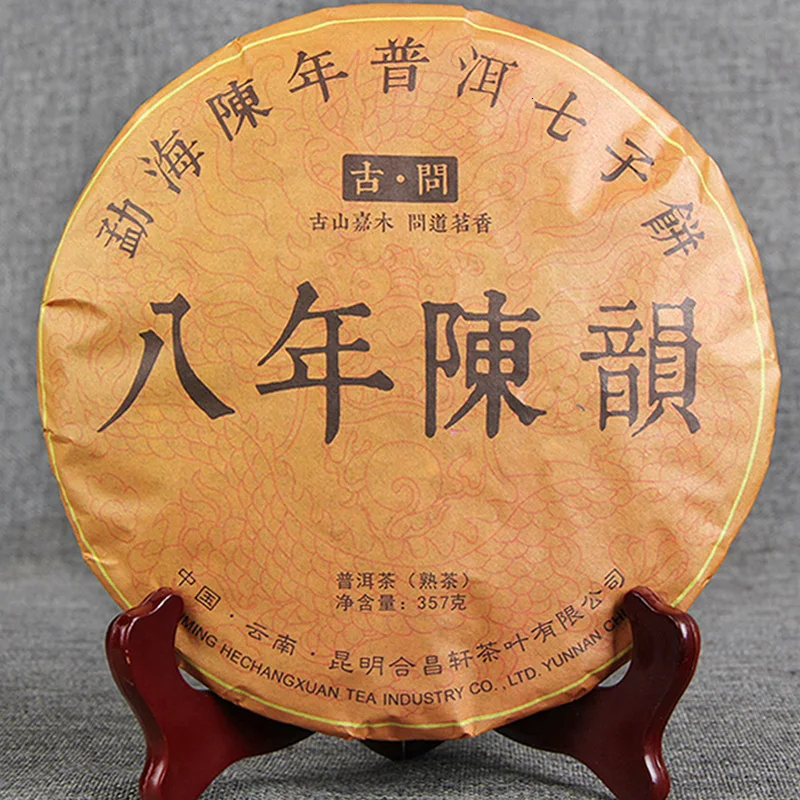 勐海陳年普洱七子餅
古·問
古山嘉木 問道茗香
八年陳韻
普洱茶（熟茶）
净含量：357克
中国·云南·昆明合昌轩茶叶有限公司
MING HECHANGXUAN TEA INDUSTRY CO., LTD. YUNNAN CHI